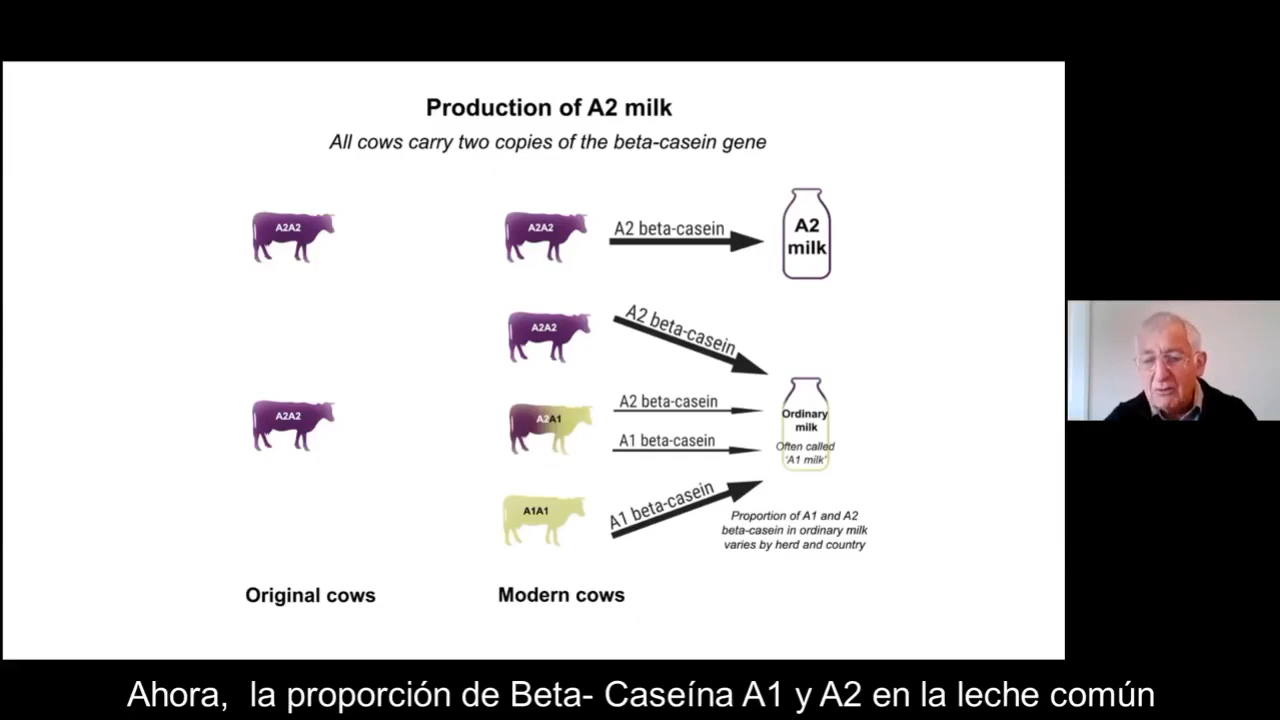 Production of A2 milk
All cows carry two copies of the beta-casein gene
A2A2
A2A2
A2 beta-casein
A2
milk
A2A2
A2 beta-casein
A2A2
A2A1
A2 beta-casein
A1 beta-casein
Ordinary
milk
Often called
'A1 milk'
A1A1
A1 beta-casein
Proportion of A1 and A2
beta-casein in ordinary milk
varies by herd and country
Original cows
Modern cows
Ahora,  la proporción de Beta- Caseína A1 y A2 en la leche común